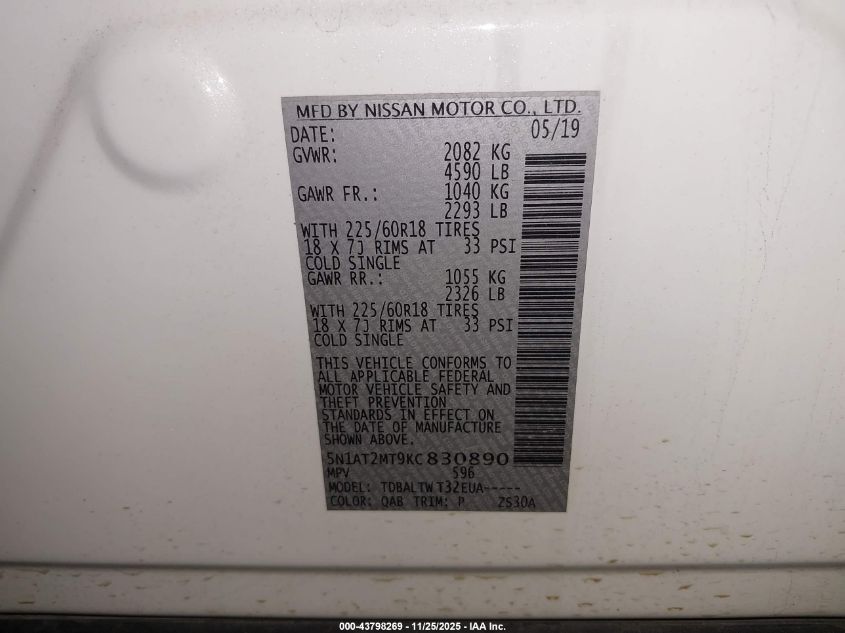 MFD BY NISSAN MOTOR CO., LTD.
DATE: 05/19
GVWR: 2082 KG
4590 LB
GAWR FR.: 1040 KG
2293 LB
WITH 225/60R18 TIRES
18 X 7J RIMS AT 33 PSI
COLD SINGLE
GAWR RR.: 1055 KG
2326 LB
WITH 225/60R18 TIRES
18 X 7J RIMS AT 33 PSI
COLD SINGLE
THIS VEHICLE CONFORMS TO
ALL APPLICABLE FEDERAL
MOTOR VEHICLE SAFETY AND
THEFT PREVENTION
STANDARDS IN EFFECT ON
THE DATE OF MANUFACTURE
SHOWN ABOVE.
5N1AT2MT9KC830890
MPV 596
MODEL: TDBALTW T32EUA-----
COLOR: QAB TRIM: P ZS30A
000-43798269 - 11/25/2025 - IAA Inc.